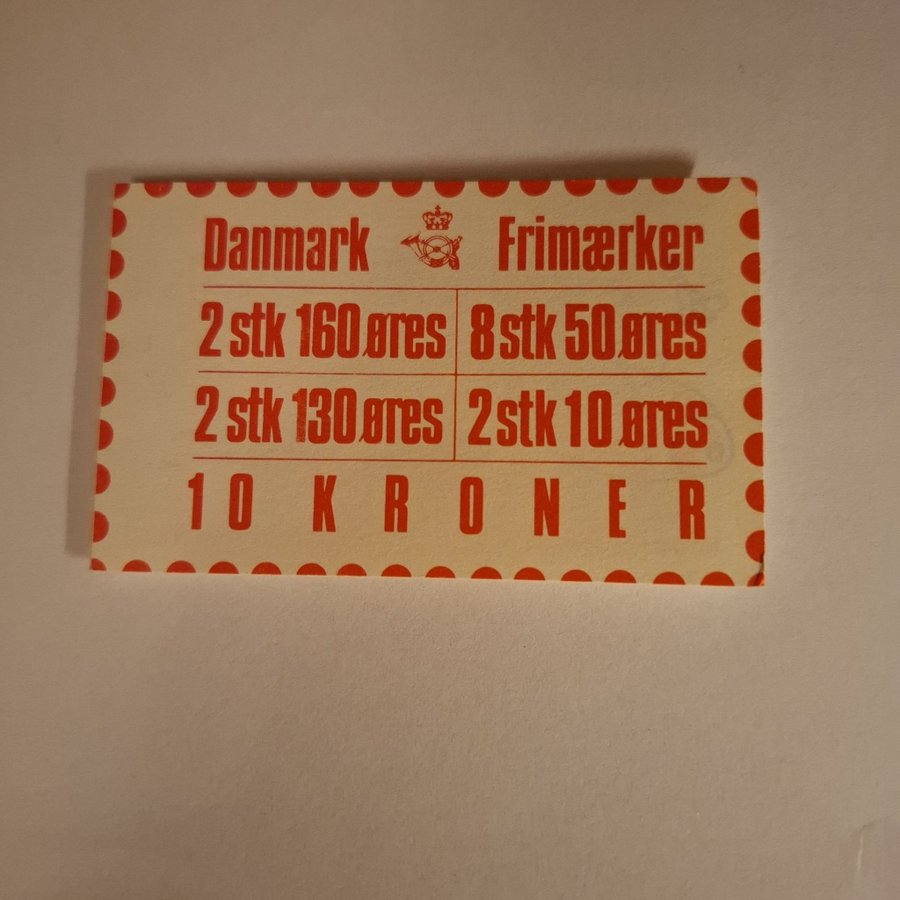 Danmark Frimærker
2 stk 160 øres 8 stk 50 øres
2 stk 130 øres 2 stk 10 øres
10 KRONER